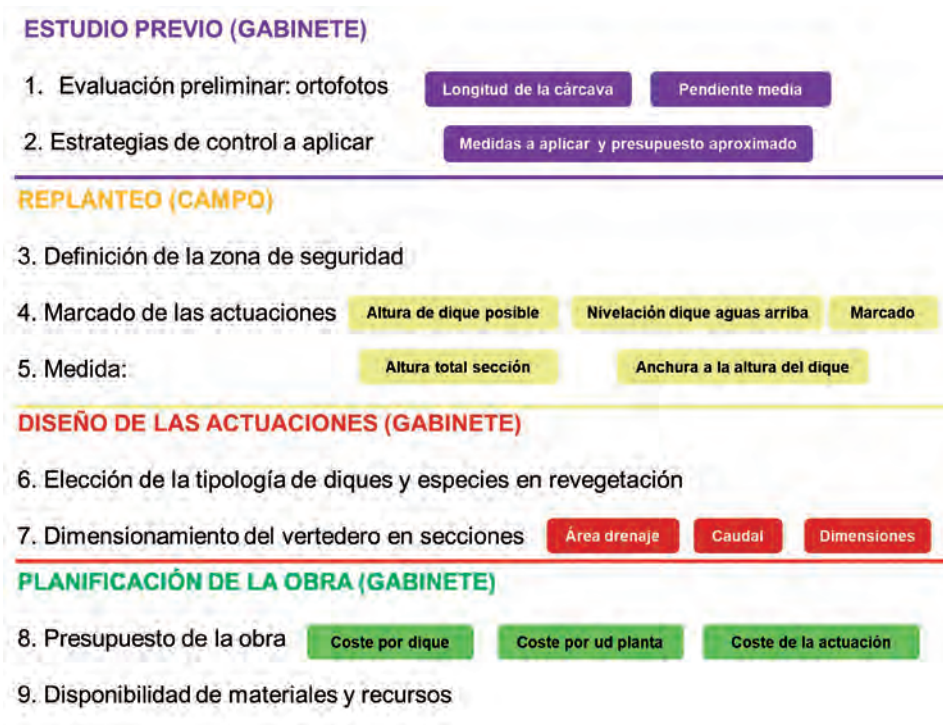 ESTUDIO PREVIO (GABINETE)
1. Evaluación preliminar: ortofotos Longitud de la cárcava Pendiente media
2. Estrategias de control a aplicar Medidas a aplicar y presupuesto aproximado
REPLANTEO (CAMPO)
3. Definición de la zona de seguridad
4. Marcado de las actuaciones Altura de dique posible Nivelación dique aguas arriba Marcado
5. Medida: Altura total sección Anchura a la altura del dique
DISEÑO DE LAS ACTUACIONES (GABINETE)
6. Elección de la tipología de diques y especies en revegetación
7. Dimensionamiento del vertedero en secciones Área drenaje Caudal Dimensiones
PLANIFICACIÓN DE LA OBRA (GABINETE)
8. Presupuesto de la obra Coste por dique Coste por ud planta Coste de la actuación
9. Disponibilidad de materiales y recursos